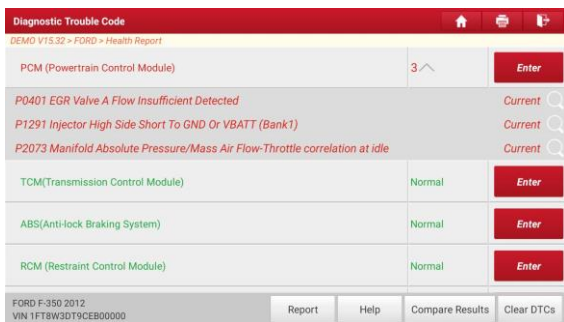 Diagnostic Trouble Code
DEMO V15.32 > FORD > Health Report
PCM (Powertrain Control Module) 3 Enter
P0401 EGR Valve A Flow Insufficient Detected Current
P1291 Injector High Side Short To GND Or VBATT (Bank1) Current
P2073 Manifold Absolute Pressure/Mass Air Flow-Throttle correlation at idle Current
TCM(Transmission Control Module) Normal Enter
ABS(Anti-lock Braking System) Normal Enter
RCM (Restraint Control Module) Normal Enter
FORD F-350 2012
VIN 1FT8W3DT9CEB00000
Report Help Compare Results Clear DTCs